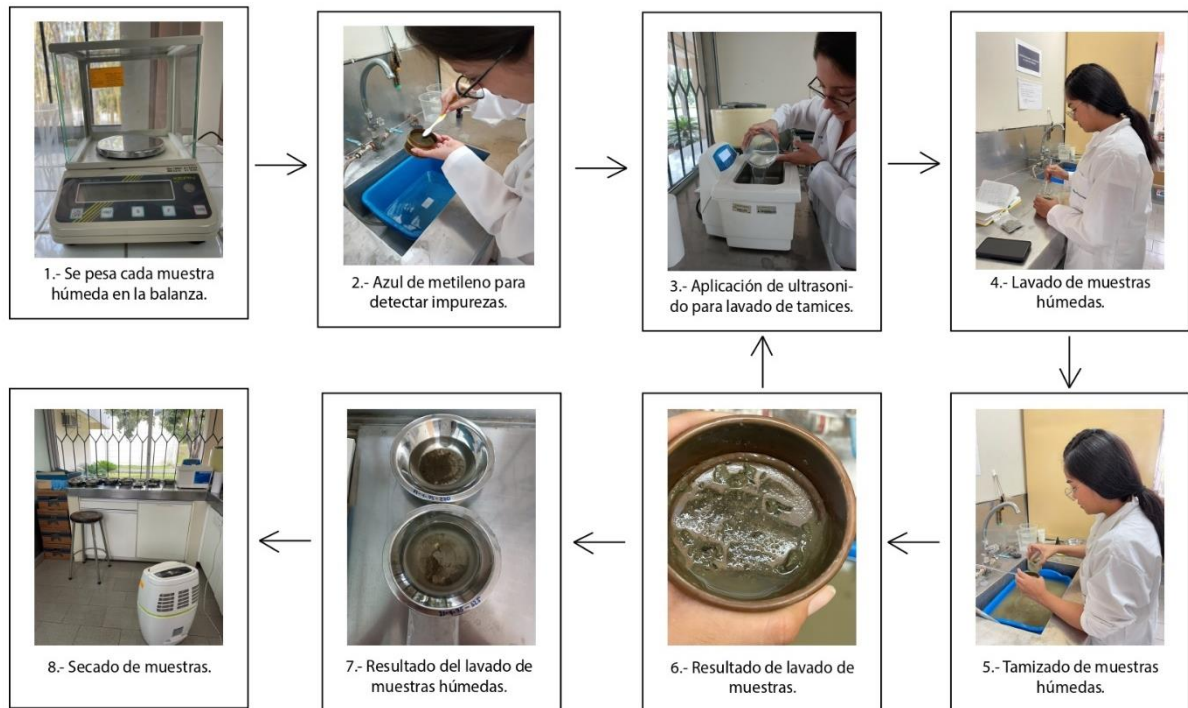 1.- Se pesa cada muestra
húmeda en la balanza.
2.- Azul de metileno para
detectar impurezas.
3.- Aplicación de ultrasoni-
do para lavado de tamices.
4.- Lavado de muestras
húmedas.
5.- Tamizado de muestras
húmedas.
6.- Resultado de lavado de
muestras.
7.- Resultado del lavado de
muestras húmedas.
8.- Secado de muestras.